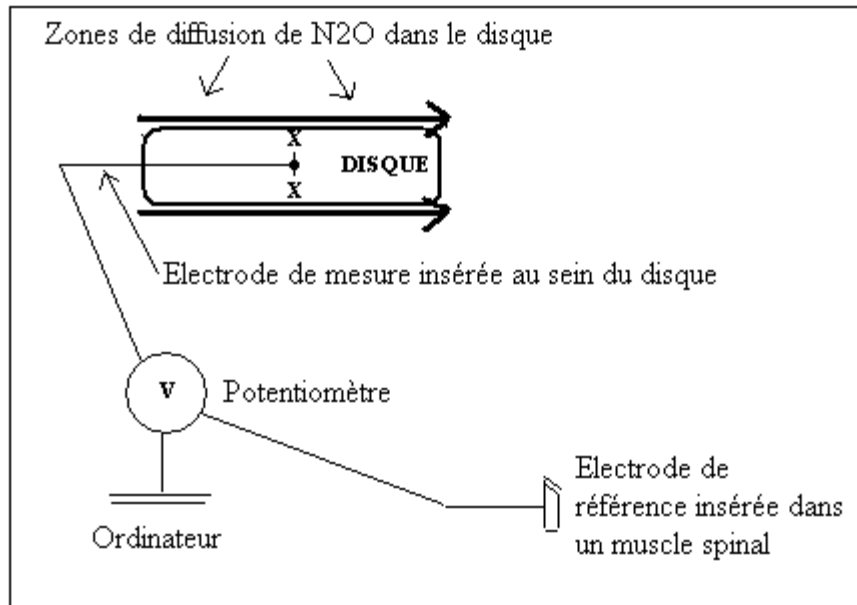 Zones de diffusion de N2O dans le disque
X
DISQUE
X
Electrode de mesure insérée au sein du disque
V
Potentiomètre
Electrode de
référence insérée dans
un muscle spinal
Ordinateur